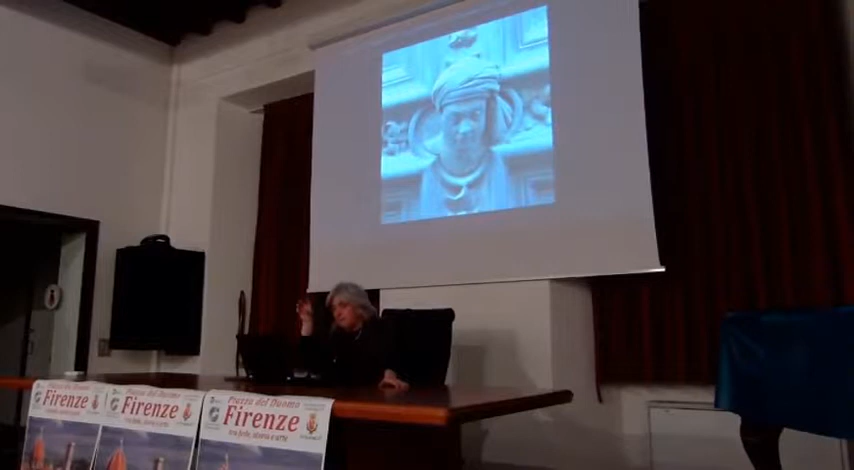 Piazza del Duomo
Firenze
Piazza del Duomo
Firenze
Piazza del Duomo
Firenze
tra fede, storia e arte